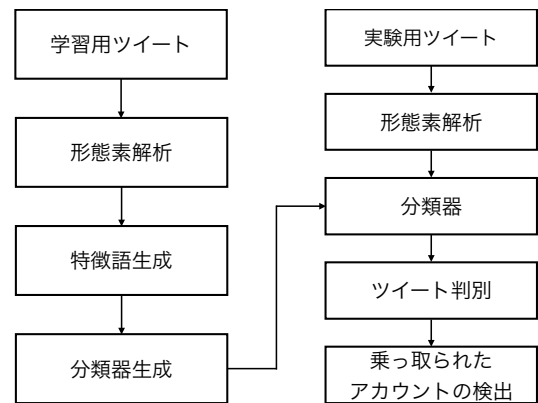 学習用ツイート
形態素解析
特徴語生成
分類器生成
実験用ツイート
形態素解析
分類器
ツイート判別
乗っ取られた
アカウントの検出